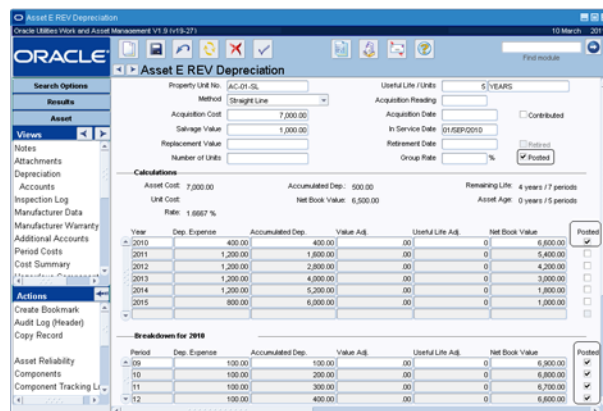 Asset E REV Depreciation
Oracle Utilities Work and Asset Management V1.9 (v19-27) 10 March 201
ORACLE
Find module
Asset E REV Depreciation
Search Options
Results
Asset
Views
Notes
Attachments
Depreciation
Accounts
Inspection Log
Manufacturer Data
Manufacturer Warranty
Additional Accounts
Period Costs
Cost Summary
Actions
Create Bookmark
Audit Log (Header)
Copy Record
Asset Reliability
Components
Component Tracking L
Property Unit No. AC-01-SL Useful Life / Units 5 YEARS
Method Straight Line Acquisition Reading
Acquisition Cost 7,000.00 Acquisition Date Contributed
Salvage Value 1,000.00 In Service Date 01/SEP/2010
Replacement Value Retirement Date Retired
Number of Units Group Rate % Posted
Calculations
Asset Cost: 7,000.00 Accumulated Dep.: 500.00 Remaining Life: 4 years / 7 periods
Unit Cost: Net Book Value: 6,500.00 Asset Age: 0 years / 5 periods
Rate: 1.6667 %
Year Dep. Expense Accumulated Dep. Value Adj. Useful Life Adj. Net Book Value Posted
2010 400.00 400.00 .00 0 6,600.00
2011 1,200.00 1,600.00 .00 0 5,400.00
2012 1,200.00 2,800.00 .00 0 4,200.00
2013 1,200.00 4,000.00 .00 0 3,000.00
2014 1,200.00 5,200.00 .00 0 1,800.00
2015 800.00 6,000.00 .00 0 1,000.00
Breakdown for 2010
Period Dep. Expense Accumulated Dep. Value Adj. Useful Life Adj. Net Book Value Posted
09 100.00 100.00 .00 0 6,900.00
10 100.00 200.00 .00 0 6,800.00
11 100.00 300.00 .00 0 6,700.00
12 100.00 400.00 .00 0 6,600.00